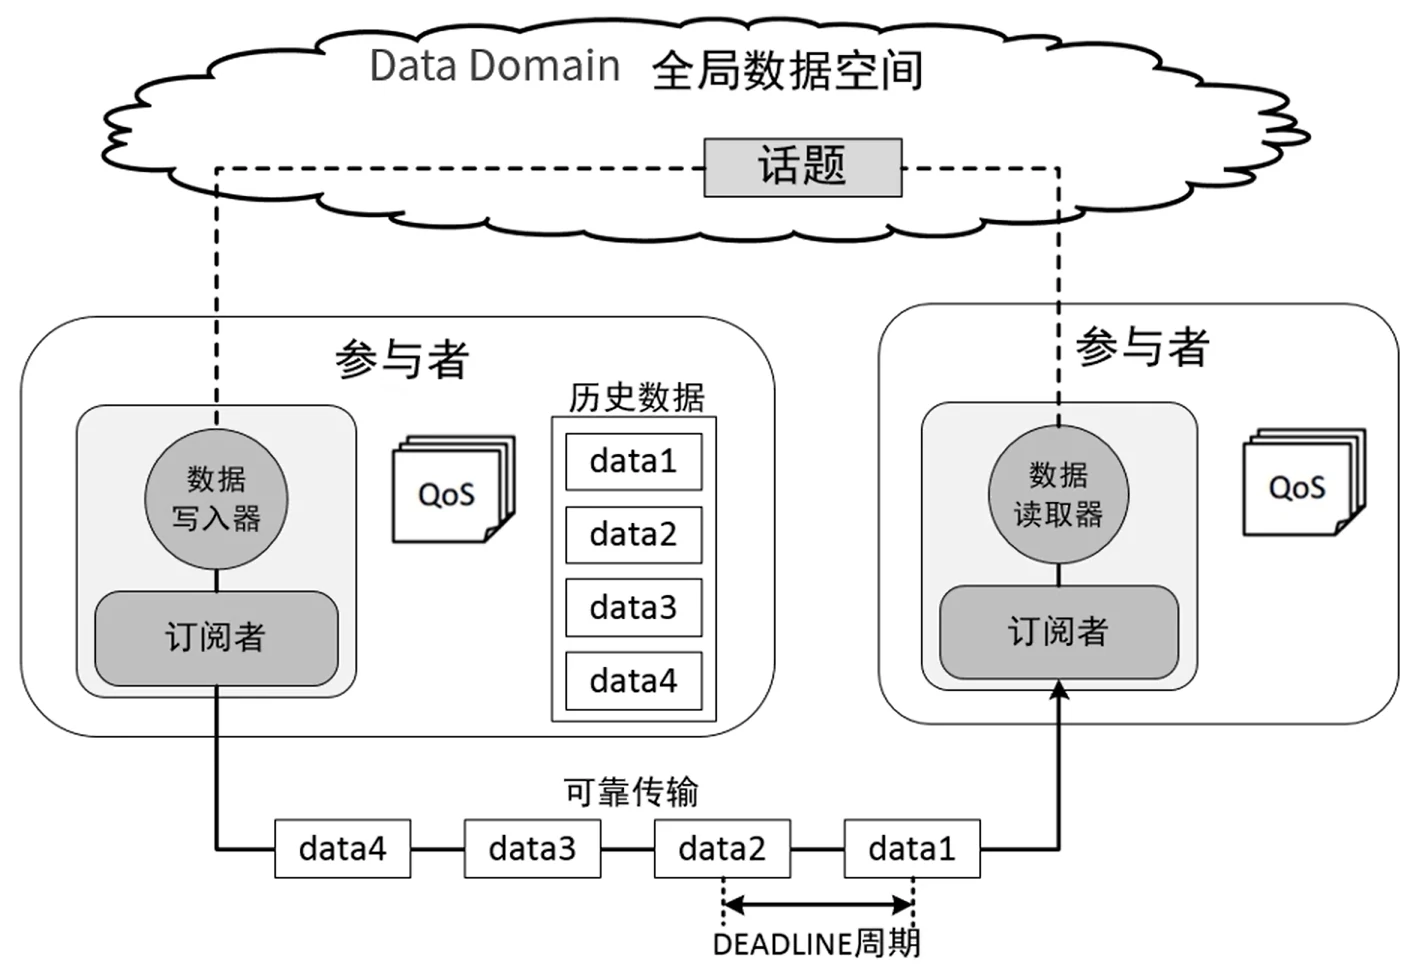 Data Domain 全局数据空间
话题
参与者
历史数据
data1
data2
data3
data4
QoS
数据
写入器
订阅者
参与者
数据
读取器
QoS
订阅者
可靠传输
data4 data3 data2 data1
DEADLINE周期